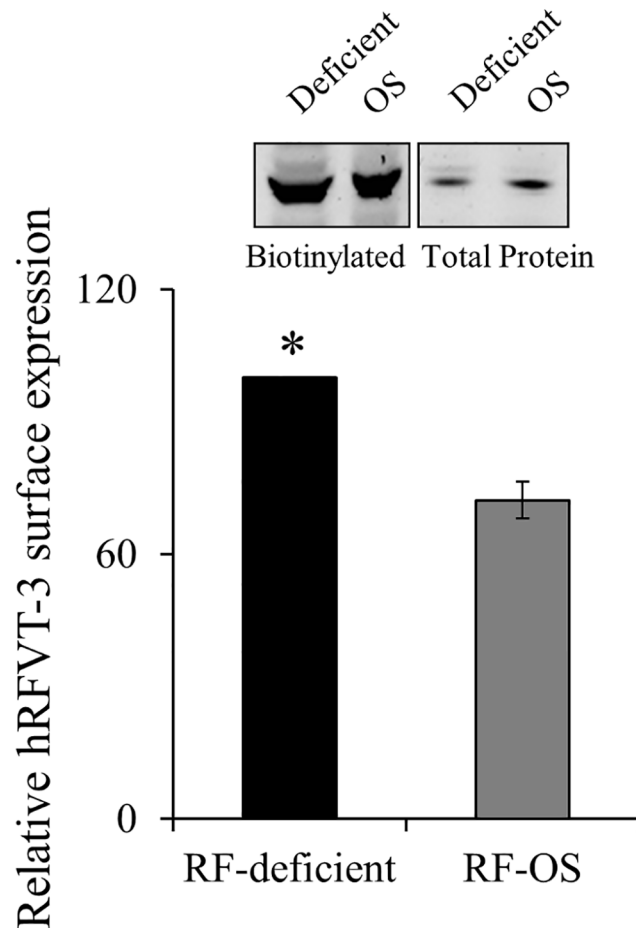 Deficient
OS
Deficient
OS
Biotinylated
Total Protein
Relative hRFVT-3 surface expression
120
*
60
0
RF-deficient
RF-OS